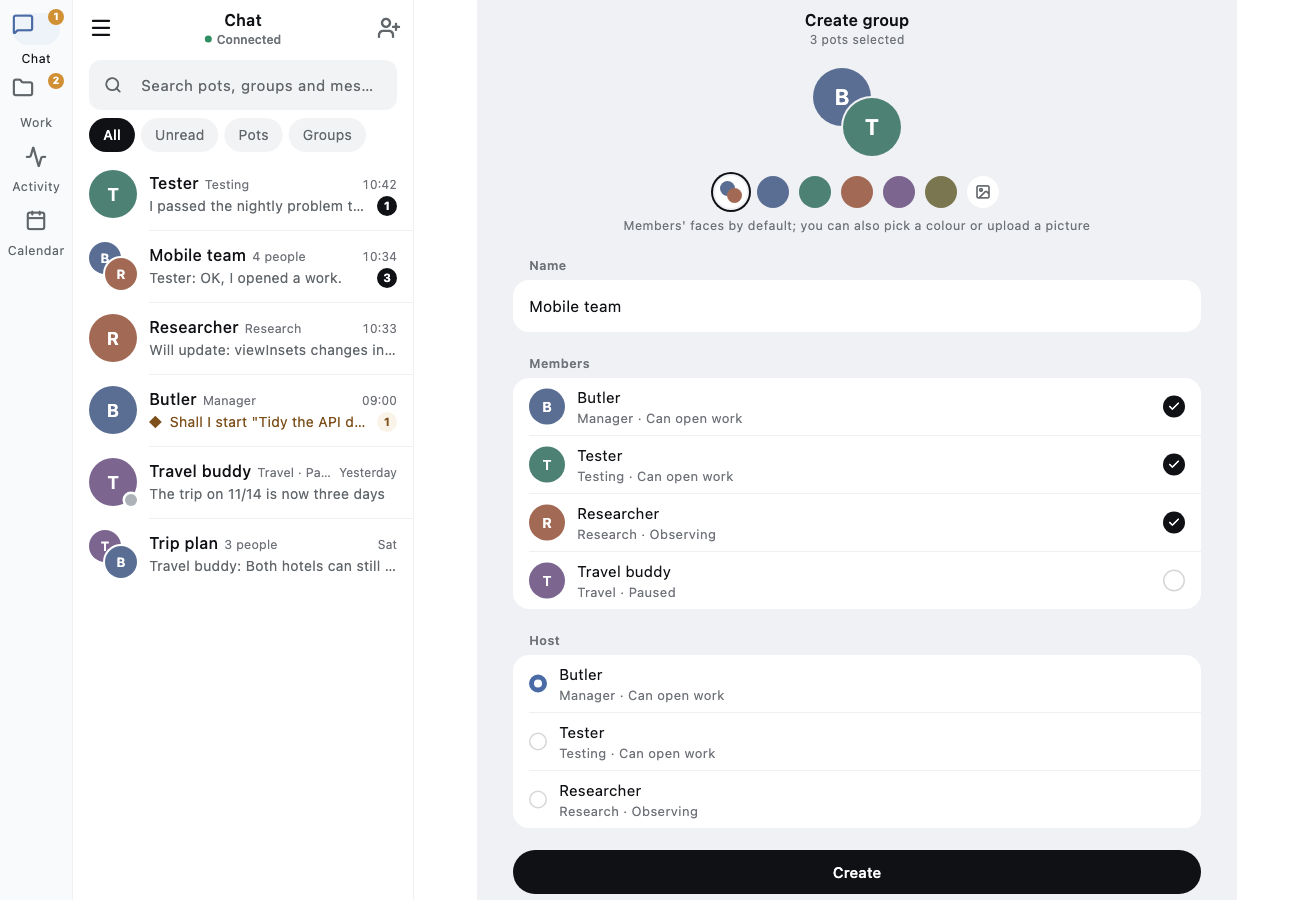 1
Chat
2
Work
Activity
Calendar
Chat
Connected
Search pots, groups and mes...
All
Unread
Pots
Groups
T
Tester Testing 10:42
I passed the nightly problem t... 1
B
R
Mobile team 4 people 10:34
Tester: OK, I opened a work. 3
R
Researcher Research 10:33
Will update: viewInsets changes in...
B
Butler Manager 09:00
Shall I start "Tidy the API d... 1
T
Travel buddy Travel · Pa... Yesterday
The trip on 11/14 is now three days
T
B
Trip plan 3 people Sat
Travel buddy: Both hotels can still ...
Create group
3 pots selected
B
T
Members' faces by default; you can also pick a colour or upload a picture
Name
Mobile team
Members
B
Butler
Manager · Can open work
T
Tester
Testing · Can open work
R
Researcher
Research · Observing
T
Travel buddy
Travel · Paused
Host
Butler
Manager · Can open work
Tester
Testing · Can open work
Researcher
Research · Observing
Create